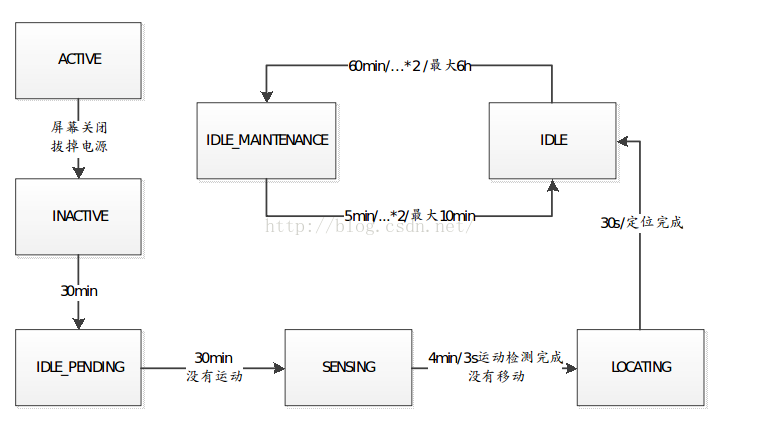 ACTIVE
60min/...*2 /最大6h
屏幕关闭
拔掉电源
IDLE_MAINTENANCE
IDLE
INACTIVE
5min/...*2/最大10min
http://blog.csdn.net/
30s/定位完成
30min
IDLE_PENDING
30min
没有运动
SENSING
4min/3s运动检测完成
没有移动
LOCATING